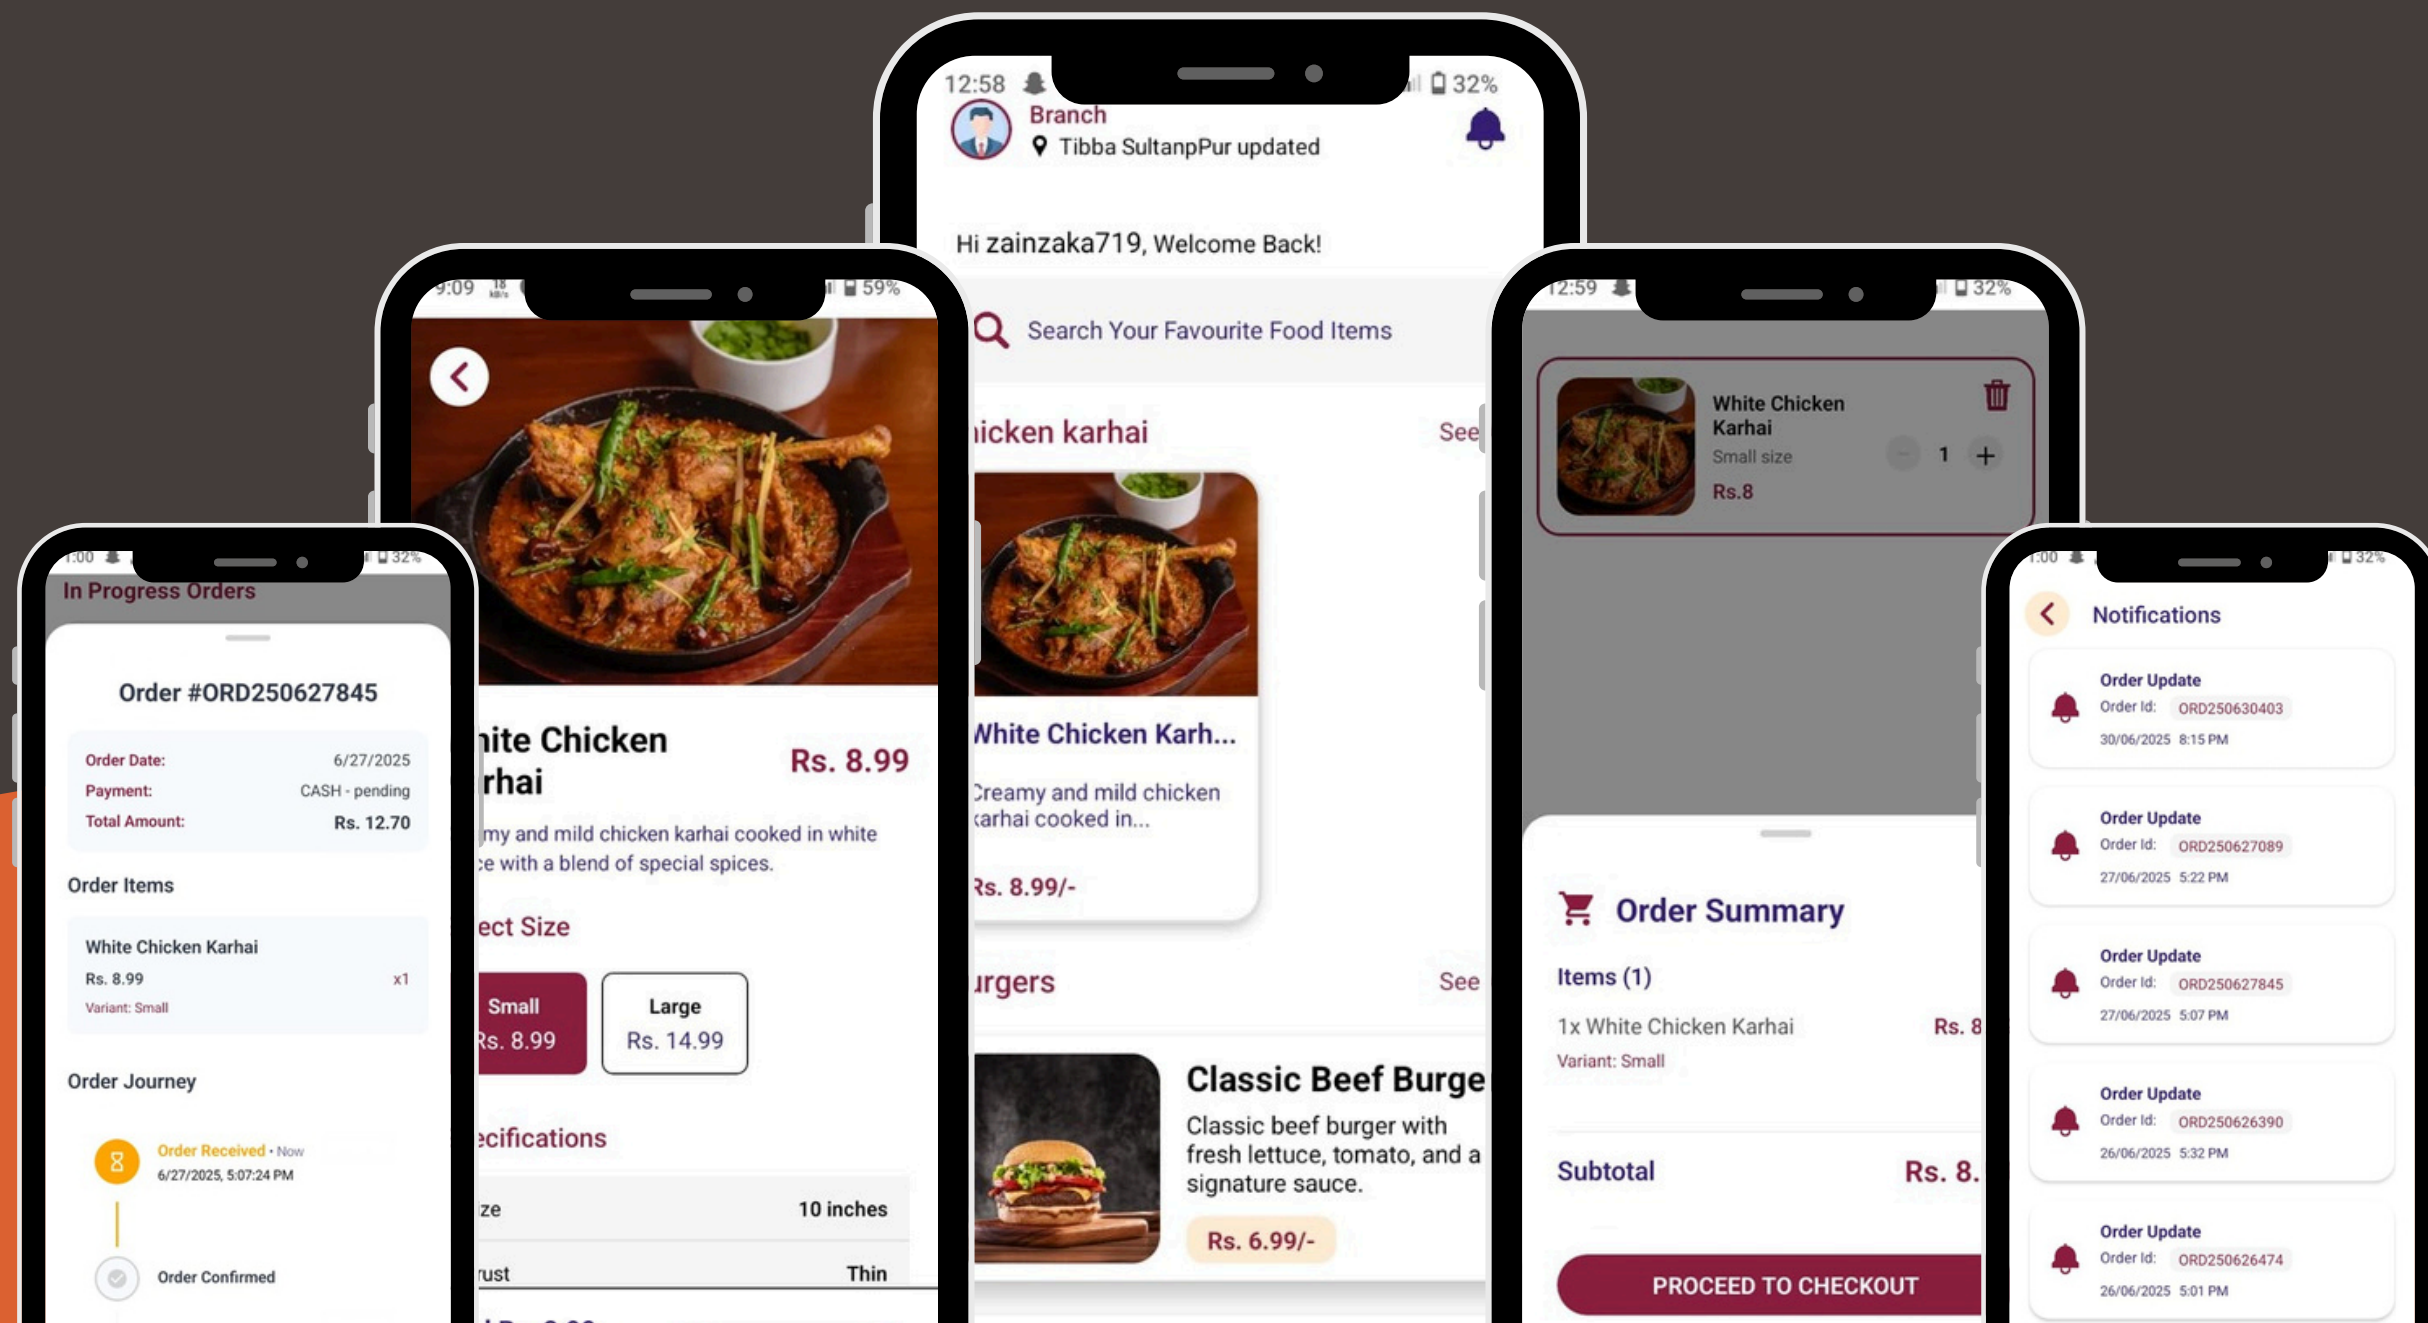 1:00
32%
In Progress Orders
Order #ORD250627845
Order Date: 6/27/2025
Payment: CASH - pending
Total Amount: Rs. 12.70
Order Items
White Chicken Karhai
Rs. 8.99 x1
Variant: Small
Order Journey
Order Received • Now
6/27/2025, 5:07:24 PM
Order Confirmed
9:09 18 kB/s
59%
hite Chicken
rhai
Rs. 8.99
my and mild chicken karhai cooked in white
ce with a blend of special spices.
ect Size
Small
Rs. 8.99
Large
Rs. 14.99
ecifications
ze 10 inches
rust Thin
12:58
32%
Branch
Tibba SultanpPur updated
Hi zainzaka719, Welcome Back!
Search Your Favourite Food Items
hicken karhai See
White Chicken Karh...
Creamy and mild chicken
karhai cooked in...
Rs. 8.99/-
urgers See
Classic Beef Burge
Classic beef burger with
fresh lettuce, tomato, and a
signature sauce.
Rs. 6.99/-
12:59
32%
White Chicken
Karhai
Small size
1
Rs.8
Order Summary
Items (1)
1x White Chicken Karhai Rs. 8
Variant: Small
Subtotal Rs. 8.
PROCEED TO CHECKOUT
1:00
32%
Notifications
Order Update
Order Id: ORD250630403
30/06/2025 8:15 PM
Order Update
Order Id: ORD250627089
27/06/2025 5:22 PM
Order Update
Order Id: ORD250627845
27/06/2025 5:07 PM
Order Update
Order Id: ORD250626390
26/06/2025 5:32 PM
Order Update
Order Id: ORD250626474
26/06/2025 5:01 PM